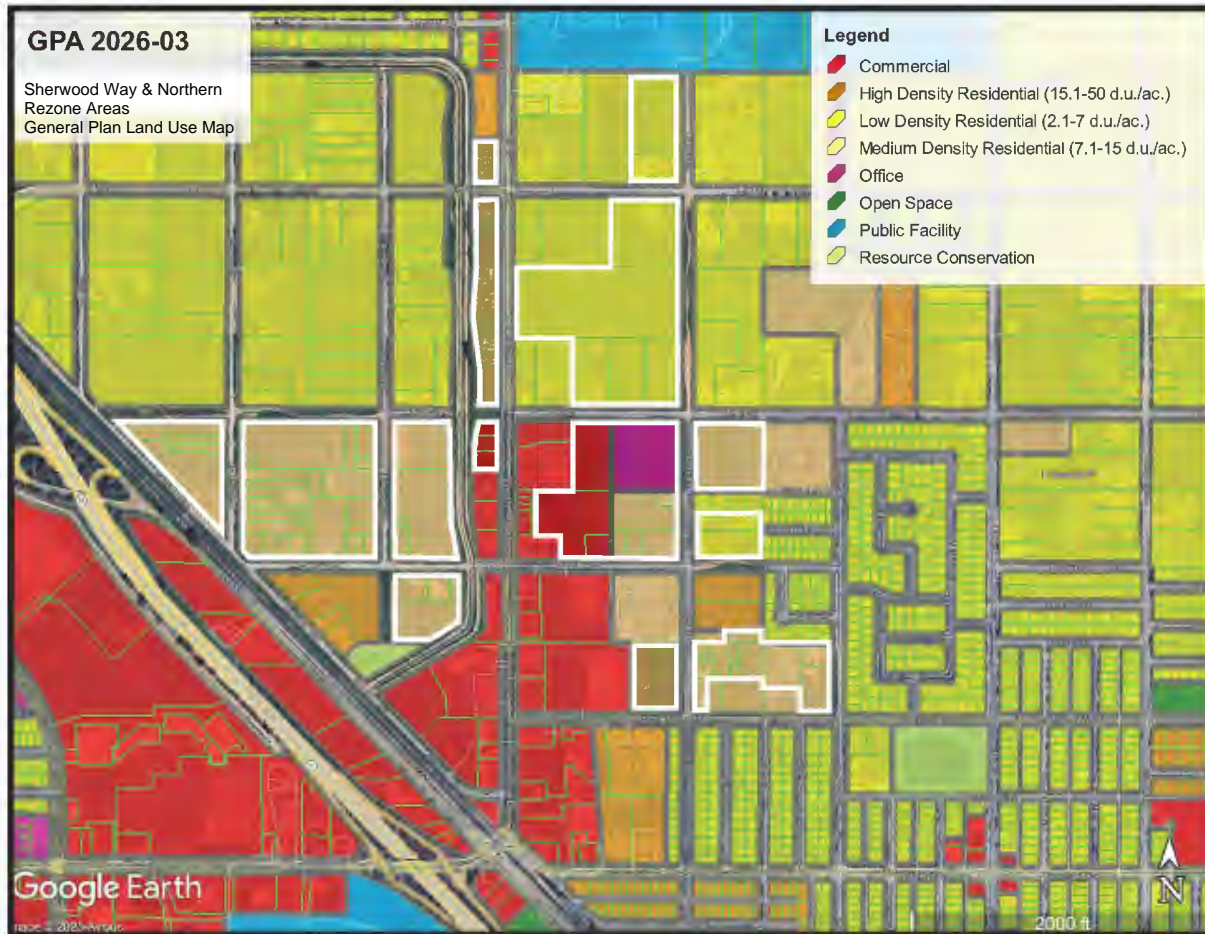 GPA 2026-03
Sherwood Way & Northern
Rezone Areas
General Plan Land Use Map
Legend
Commercial
High Density Residential (15.1-50 d.u./ac.)
Low Density Residential (2.1-7 d.u./ac.)
Medium Density Residential (7.1-15 d.u./ac.)
Office
Open Space
Public Facility
Resource Conservation
N
Google Earth
2000 ft